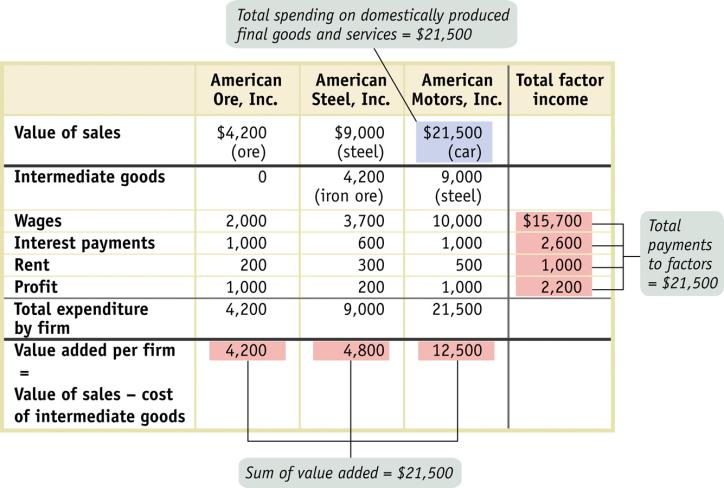 Total spending on domestically produced
final goods and services = $21,500
American Ore, Inc. American Steel, Inc. American Motors, Inc. Total factor income
Value of sales $4,200 (ore) $9,000 (steel) $21,500 (car)
Intermediate goods 0 4,200 (iron ore) 9,000 (steel)
Wages 2,000 3,700 10,000 $15,700
Interest payments 1,000 600 1,000 2,600
Rent 200 300 500 1,000
Profit 1,000 200 1,000 2,200
Total
payments
to factors
= $21,500
Total expenditure by firm 4,200 9,000 21,500
Value added per firm 4,200 4,800 12,500
=
Value of sales – cost
of intermediate goods
Sum of value added = $21,500